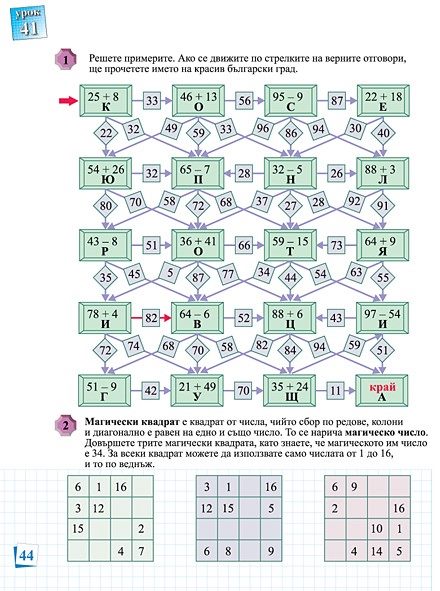 урок
41
1 Решете примерите. Ако се движите по стрелките на верните отговори,
ще прочетете името на красив български град.
25 + 8 33 46 + 13 56 95 – 9 87 22 + 18
К О С Е
22 32 49 59 33 96 86 94 30 40
54 + 26 32 65 – 7 28 32 – 5 26 88 + 3
Ю П Н Л
80 70 58 72 68 37 27 28 92 91
43 – 8 51 36 + 41 66 59 – 15 73 64 + 9
Р О Т Я
35 45 5 87 77 34 44 54 63 55
78 + 4 82 64 – 6 52 88 + 6 43 97 – 54
И В Ц И
72 74 68 70 58 82 84 94 59 51
51 – 9 42 21 + 49 70 35 + 24 11 край
Г У Щ А
2 Магически квадрат е квадрат от числа, чийто сбор по редове, колони
и диагонално е равен на едно и също число. То се нарича магическо число.
Довършете трите магически квадрата, като знаете, че магическото им число
е 34. За всеки квадрат можете да използвате само числата от 1 до 16,
и то по веднъж.
6 1 16
3 12
15 2
4 7
3 1 16
12 15 5
6 8 9
6 9
2 16
10 1
4 14 5
44